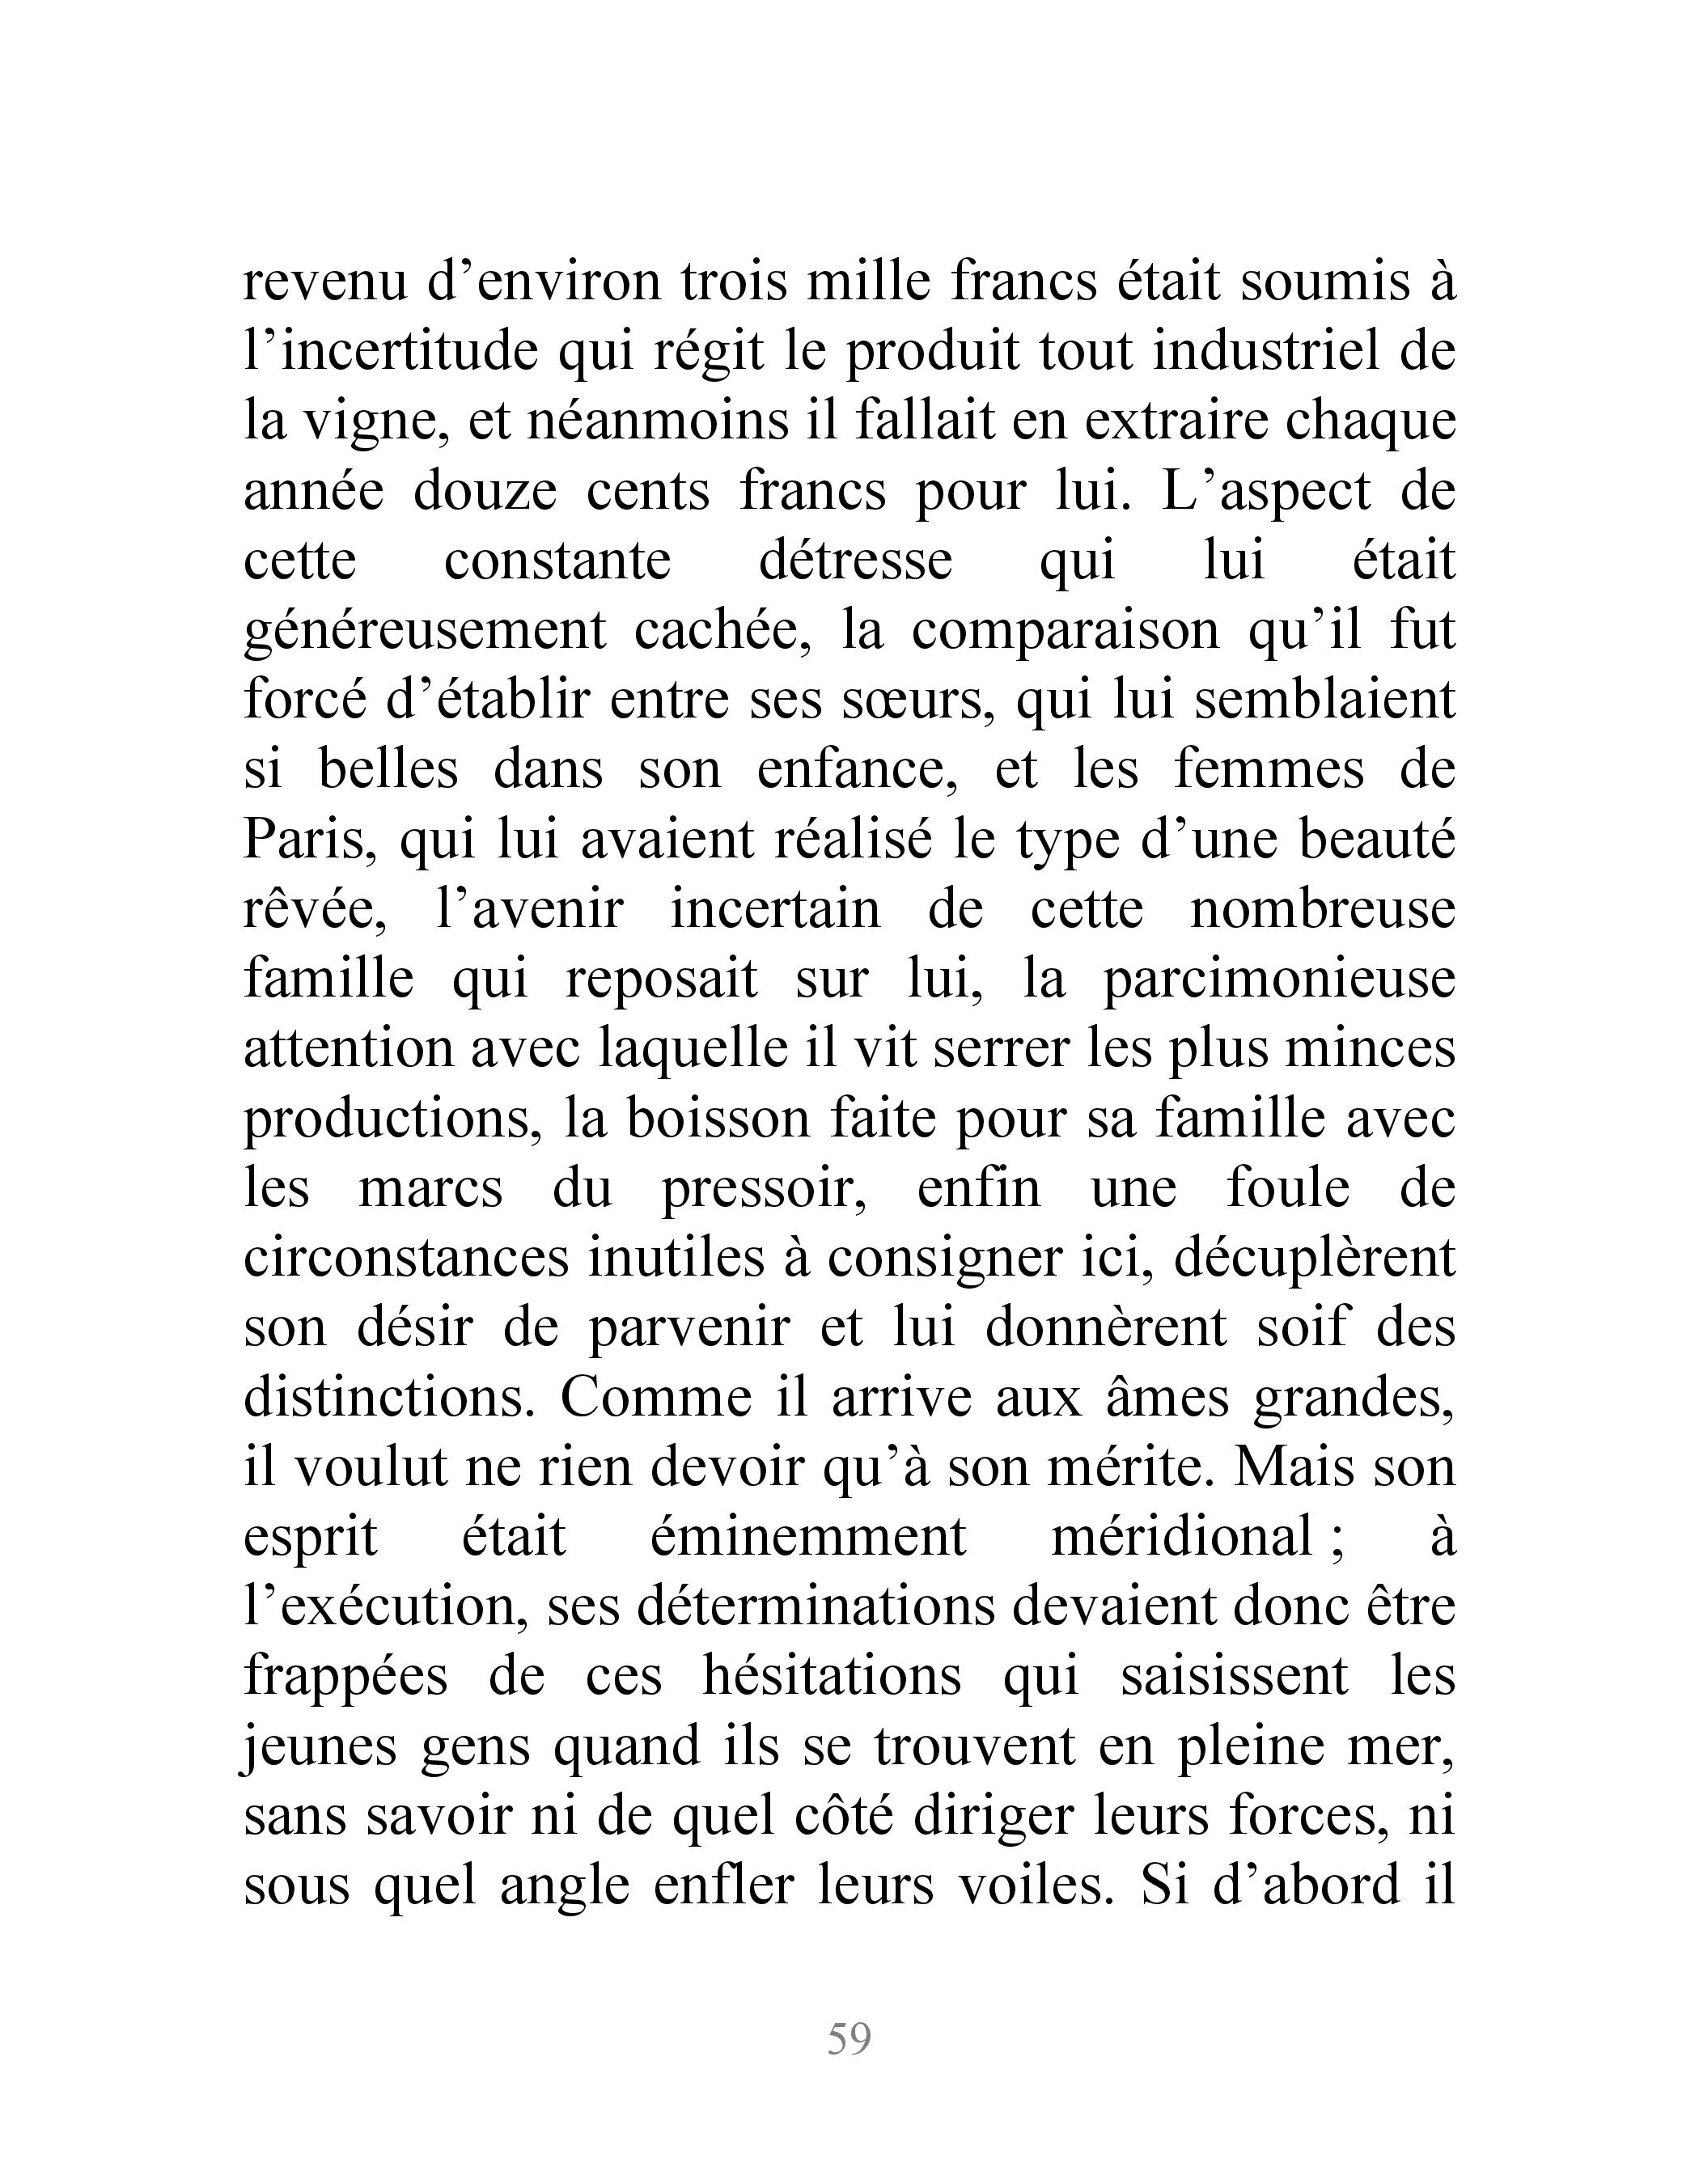 revenu d’environ trois mille francs était soumis à
l’incertitude qui régit le produit tout industriel de
la vigne, et néanmoins il fallait en extraire chaque
année douze cents francs pour lui. L’aspect de
cette constante détresse qui lui était
généreusement cachée, la comparaison qu’il fut
forcé d’établir entre ses sœurs, qui lui semblaient
si belles dans son enfance, et les femmes de
Paris, qui lui avaient réalisé le type d’une beauté
rêvée, l’avenir incertain de cette nombreuse
famille qui reposait sur lui, la parcimonieuse
attention avec laquelle il vit serrer les plus minces
productions, la boisson faite pour sa famille avec
les marcs du pressoir, enfin une foule de
circonstances inutiles à consigner ici, décuplèrent
son désir de parvenir et lui donnèrent soif des
distinctions. Comme il arrive aux âmes grandes,
il voulut ne rien devoir qu’à son mérite. Mais son
esprit était éminemment méridional ; à
l’exécution, ses déterminations devaient donc être
frappées de ces hésitations qui saisissent les
jeunes gens quand ils se trouvent en pleine mer,
sans savoir ni de quel côté diriger leurs forces, ni
sous quel angle enfler leurs voiles. Si d’abord il
59